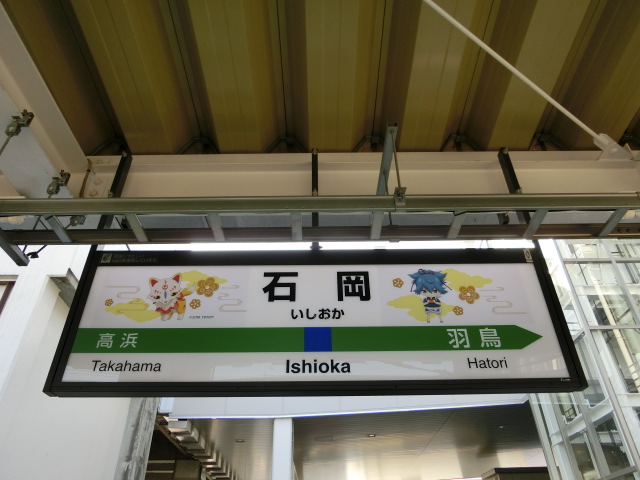 石岡
いしおか
高浜
羽鳥
Takahama
Ishioka
Hatori